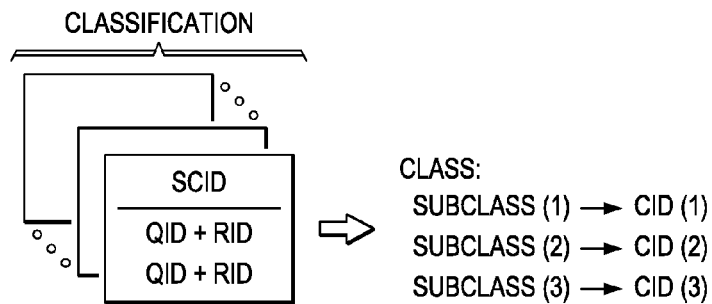 CLASSIFICATION
SCID
QID + RID
QID + RID
CLASS:
SUBCLASS (1) → CID (1)
SUBCLASS (2) → CID (2)
SUBCLASS (3) → CID (3)